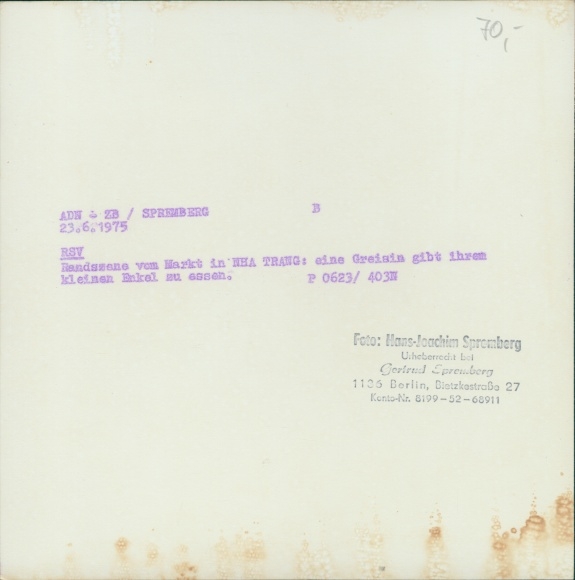 70,-
ADN - ZB / SPREMBERG B
23.6.1975
RSV
Randszene vom Markt in NHA TRANG: eine Greisin gibt ihrem
kleinen Enkel zu essen. P 0623/ 403N
Foto: Hans-Joachim Spremberg
Urheberrecht bei
Gertrud Spremberg
1136 Berlin, Bietzkestraße 27
Konto-Nr. 8199-52-68911